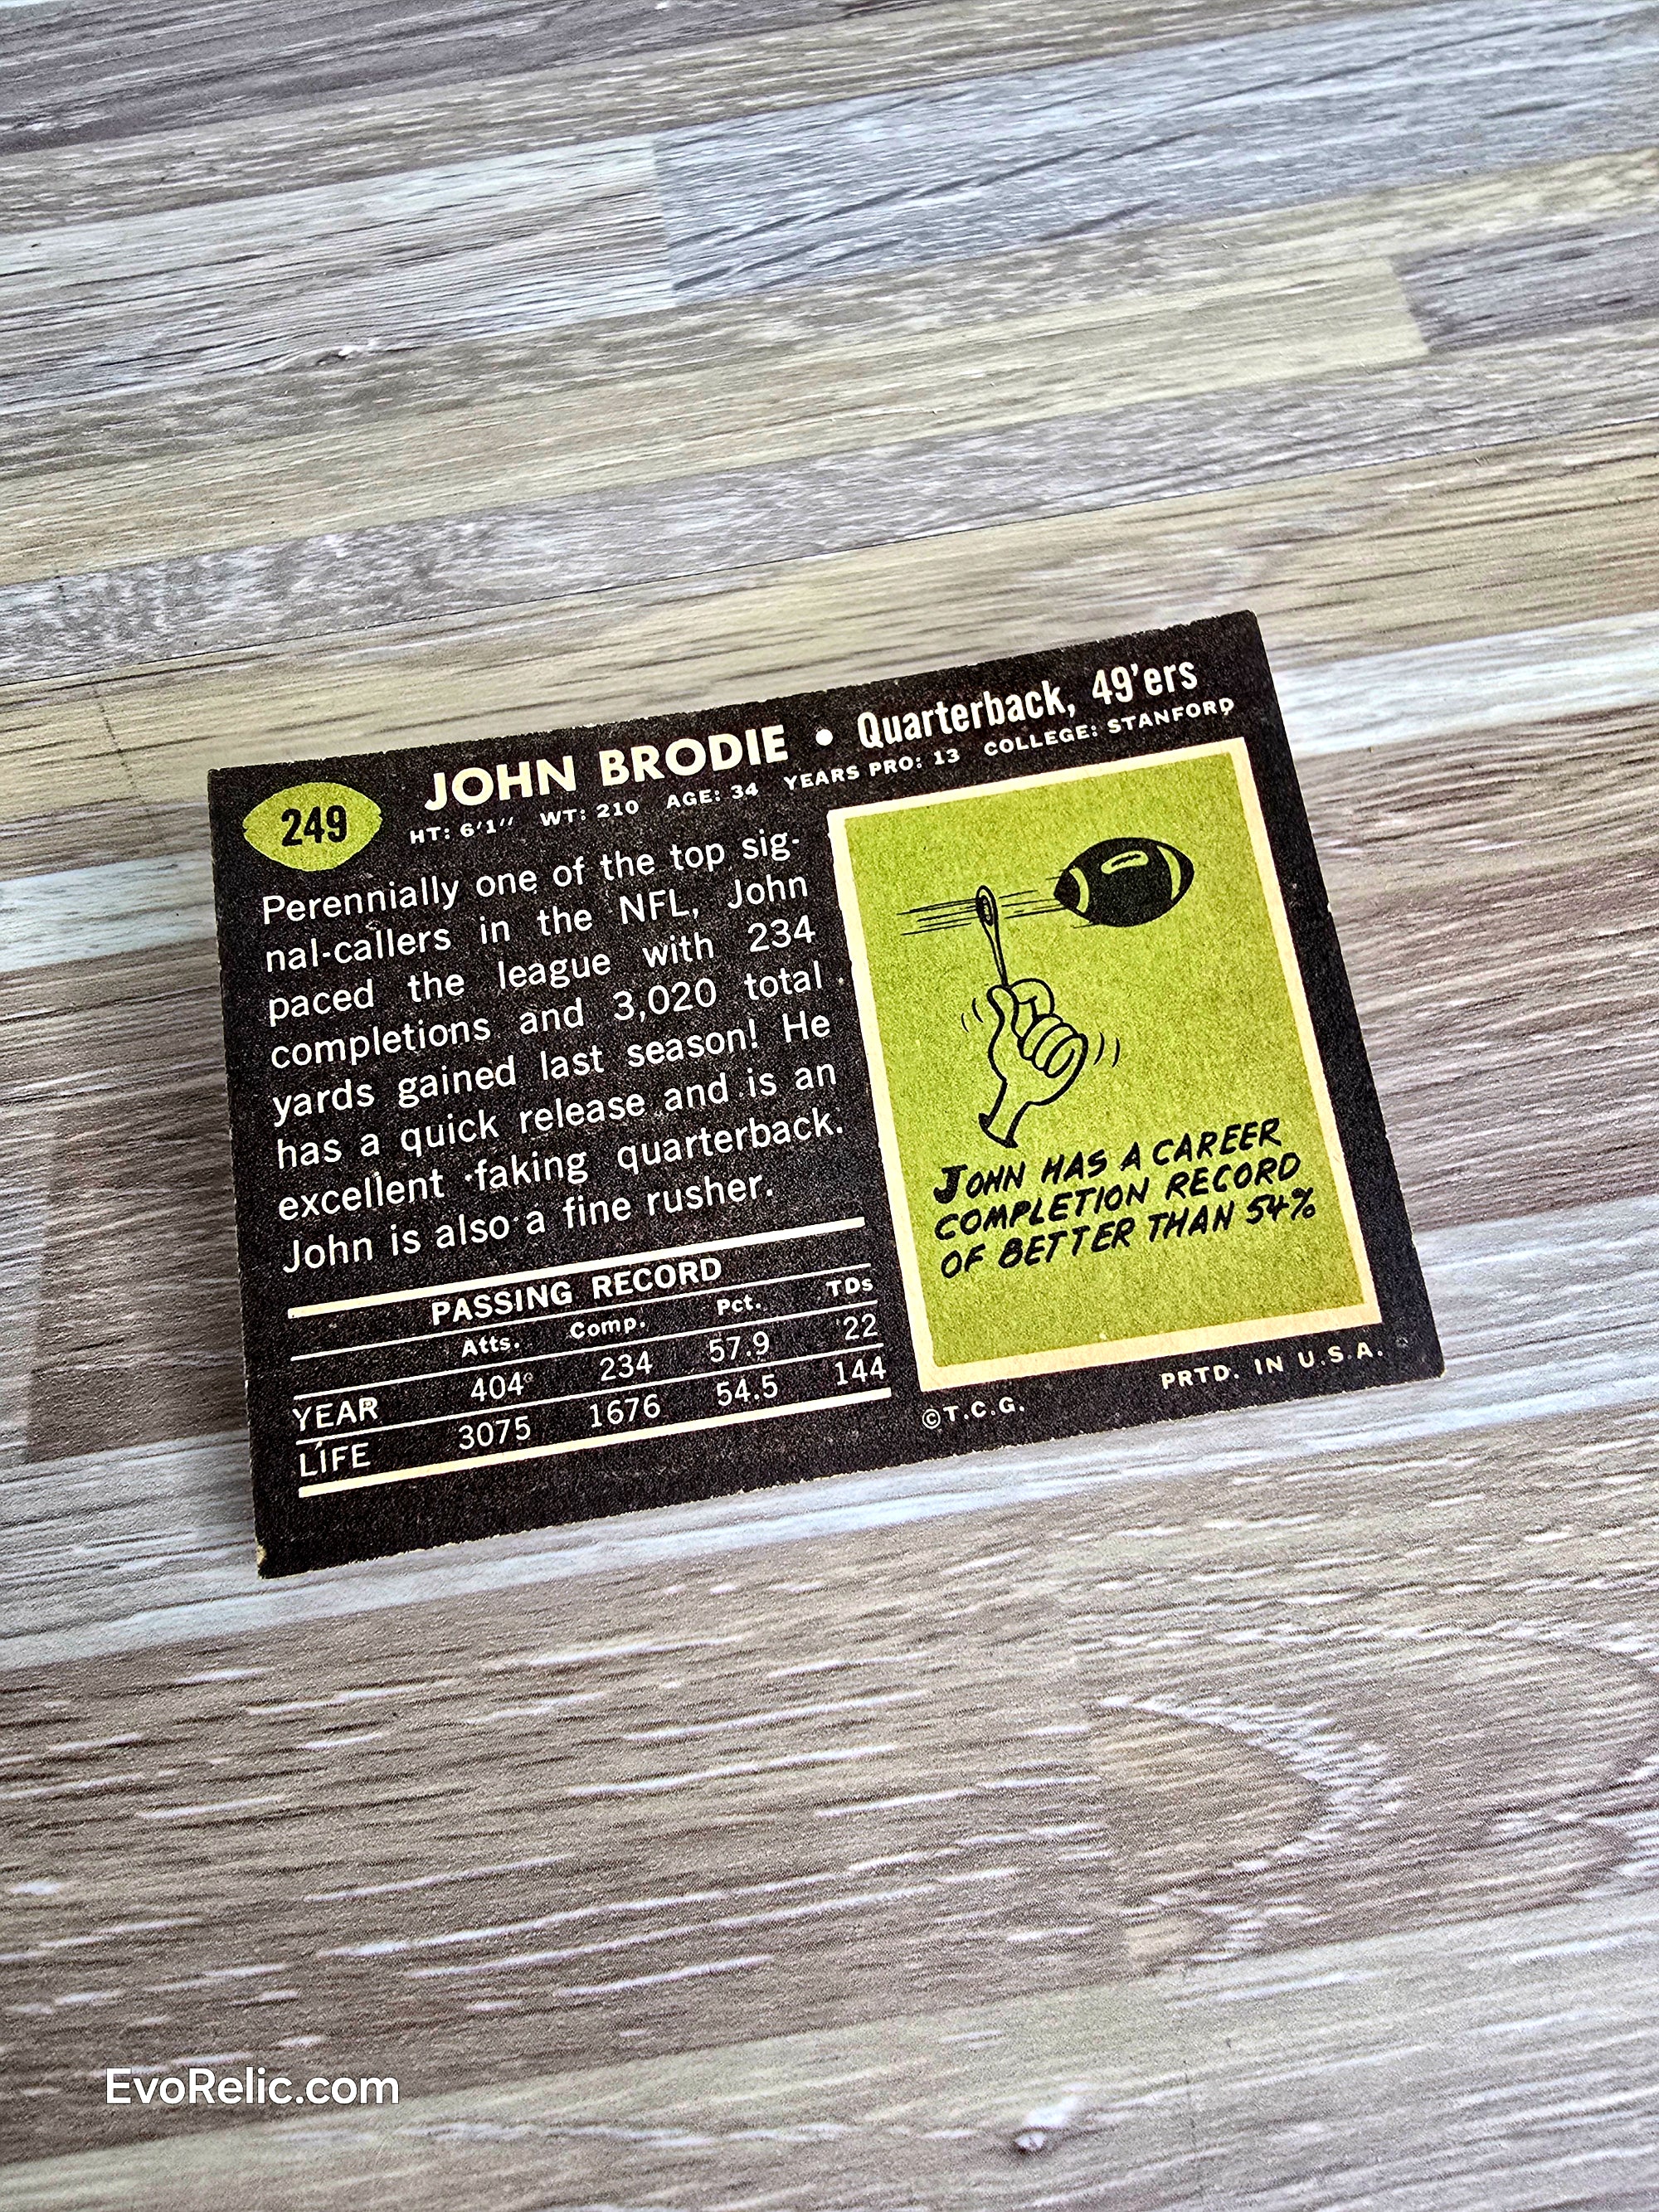 249
JOHN BRODIE • Quarterback, 49'ers
HT: 6'1'' WT: 210 AGE: 34 YEARS PRO: 13 COLLEGE: STANFORD
Perennially one of the top sig-
nal-callers in the NFL, John
paced the league with 234
completions and 3,020 total
yards gained last season! He
has a quick release and is an
excellent faking quarterback.
John is also a fine rusher.
PASSING RECORD
Atts. Comp. Pct. TDs
YEAR 404 234 57.9 22
LIFE 3075 1676 54.5 144
JOHN HAS A CAREER
COMPLETION RECORD
OF BETTER THAN 54%
©T.C.G. PRTD. IN U.S.A.
EvoRelic.com